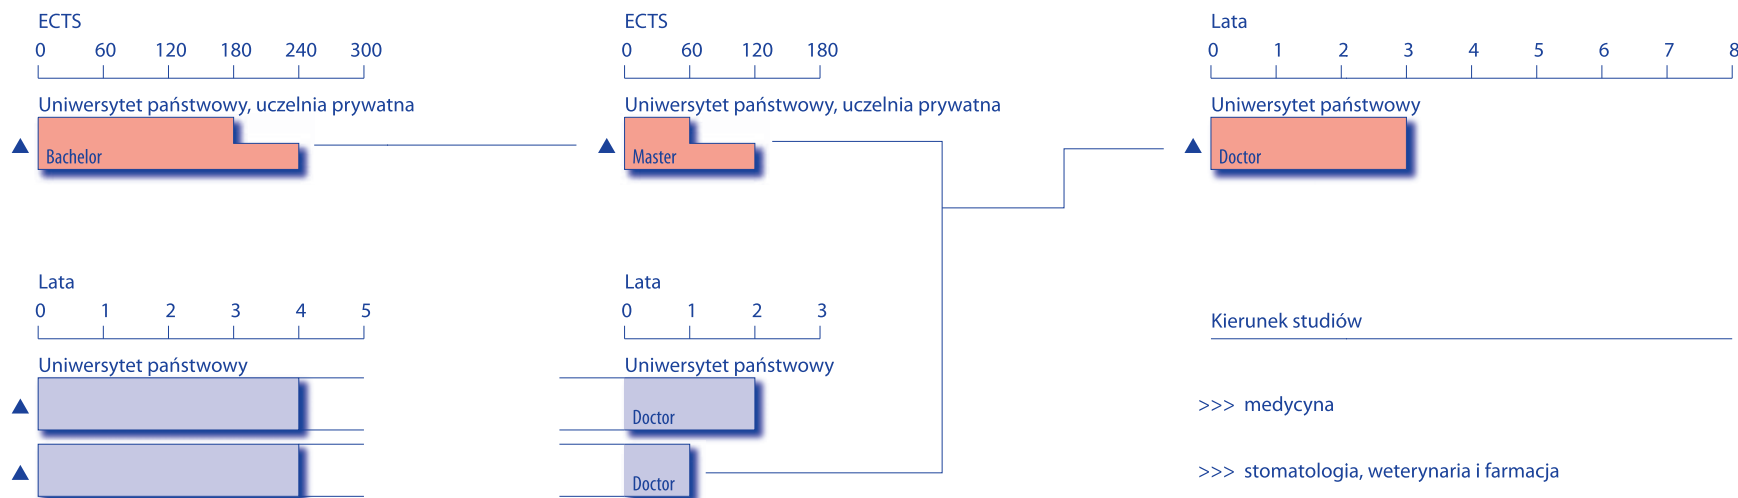 ECTS
0 60 120 180 240 300
Uniwersytet państwowy, uczelnia prywatna
Bachelor
ECTS
0 60 120 180
Uniwersytet państwowy, uczelnia prywatna
Master
Lata
0 1 2 3 4 5 6 7 8
Uniwersytet państwowy
Doctor
Lata
0 1 2 3 4 5
Uniwersytet państwowy
Lata
0 1 2 3
Uniwersytet państwowy
Doctor
Doctor
Kierunek studiów
>>> medycyna
>>> stomatologia, weterynaria i farmacja